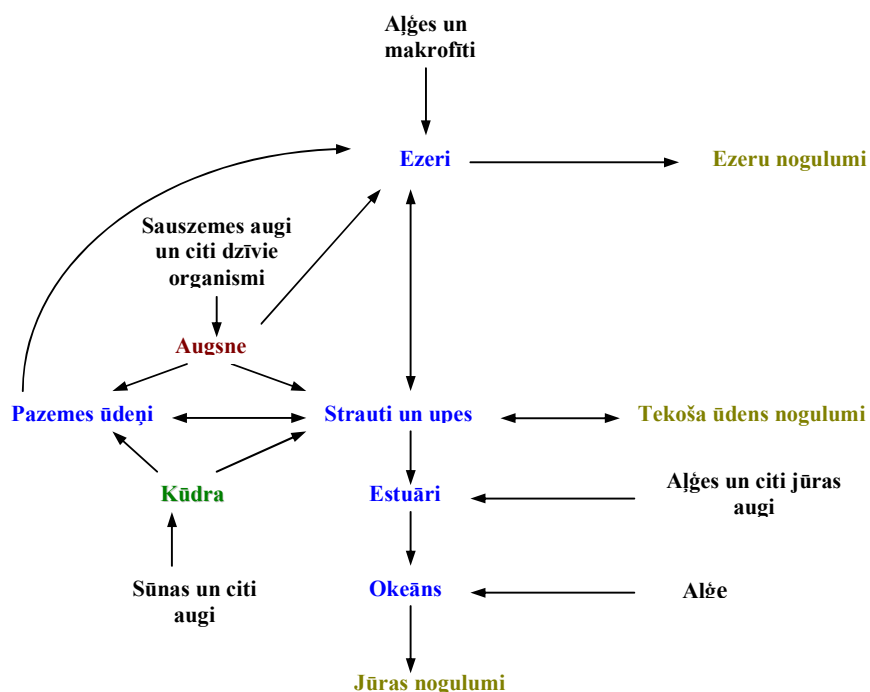 Aļģes un
makrofīti
Ezeri
Ezeru nogulumi
Sauszemes augi
un citi dzīvie
organismi
Augsne
Pazemes ūdeņi
Strauti un upes
Tekoša ūdens nogulumi
Kūdra
Estuāri
Aļģes un citi jūras
augi
Sūnas un citi
augi
Okeāns
Aļģe
Jūras nogulumi